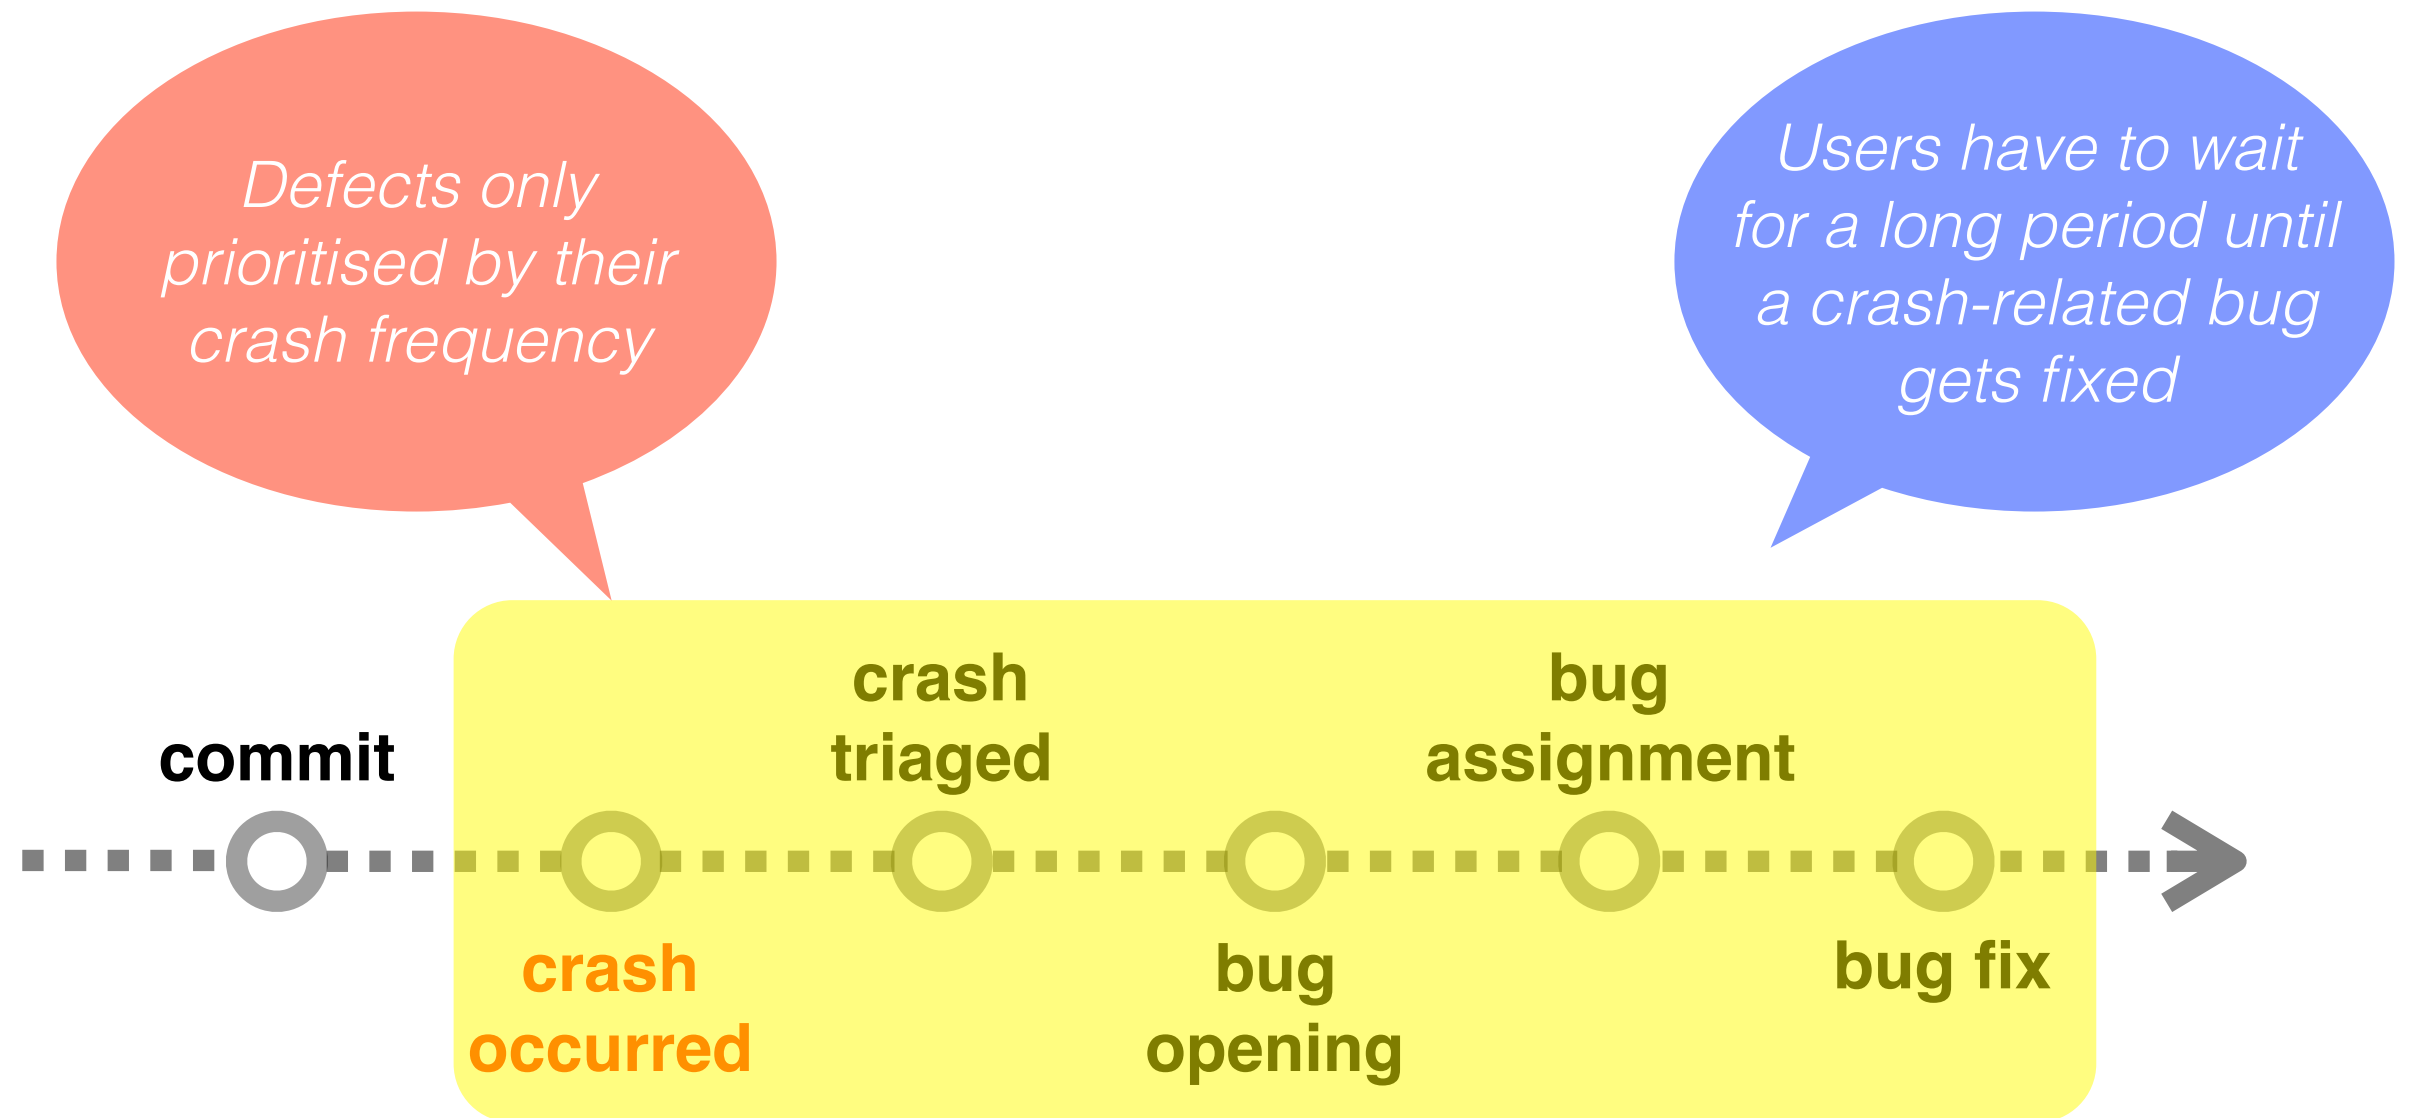 Defects only
prioritised by their
crash frequency
Users have to wait
for a long period until
a crash-related bug
gets fixed
commit
crash
occurred
crash
triaged
bug
opening
bug
assignment
bug fix